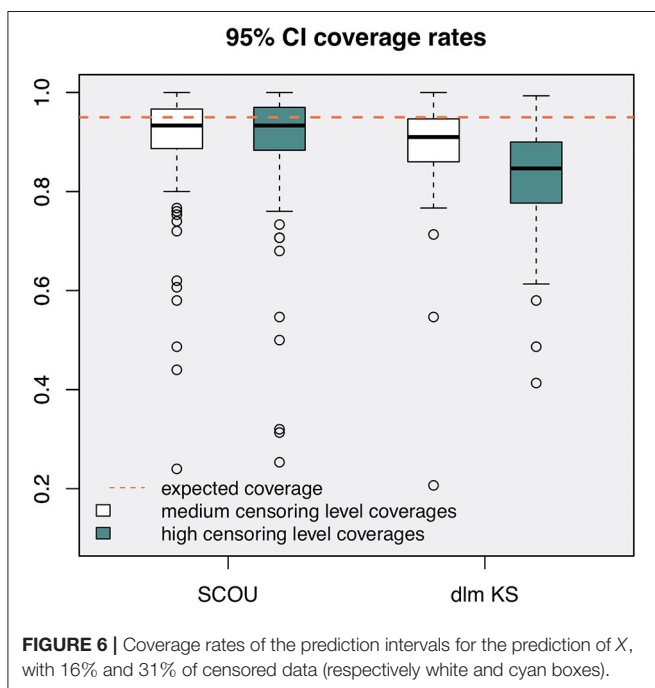 95% CI coverage rates
1.0
0.8
0.6
0.4
0.2
expected coverage
medium censoring level coverages
high censoring level coverages
SCOU
dlm KS
FIGURE 6 | Coverage rates of the prediction intervals for the prediction of X,
with 16% and 31% of censored data (respectively white and cyan boxes).